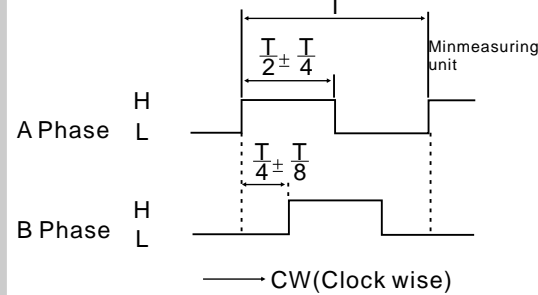 T
T/2 ± T/4
Minmeasuring
unit
H
A Phase L
T/4 ± T/8
H
B Phase L
CW(Clock wise)